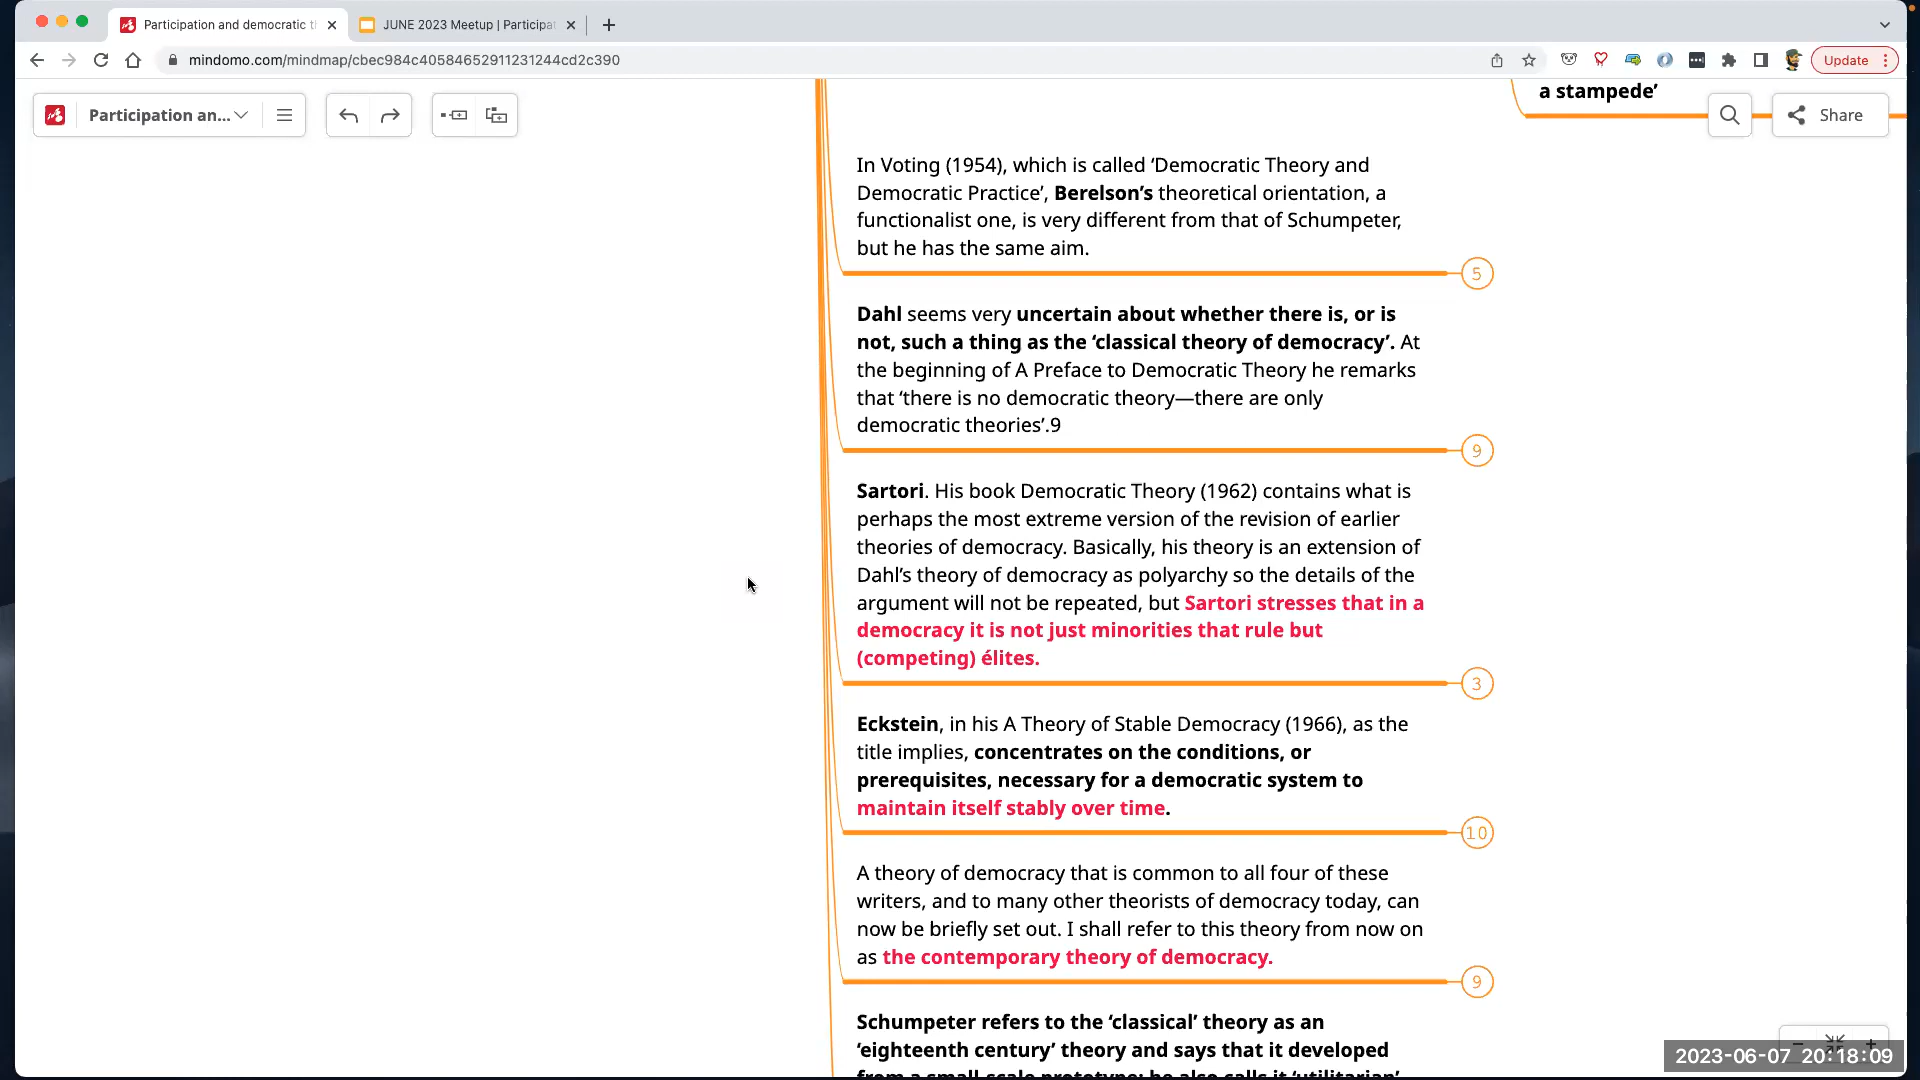 Participation and democratic t
JUNE 2023 Meetup | Participat
mindomo.com/mindmap/cbec984c40584652911231244cd2c390
Update
Participation an...
Share
a stampede’
In Voting (1954), which is called ‘Democratic Theory and
Democratic Practice’, Berelson’s theoretical orientation, a
functionalist one, is very different from that of Schumpeter,
but he has the same aim.
5
Dahl seems very uncertain about whether there is, or is
not, such a thing as the ‘classical theory of democracy’. At
the beginning of A Preface to Democratic Theory he remarks
that ‘there is no democratic theory—there are only
democratic theories’.9
9
Sartori. His book Democratic Theory (1962) contains what is
perhaps the most extreme version of the revision of earlier
theories of democracy. Basically, his theory is an extension of
Dahl’s theory of democracy as polyarchy so the details of the
argument will not be repeated, but Sartori stresses that in a
democracy it is not just minorities that rule but
(competing) élites.
3
Eckstein, in his A Theory of Stable Democracy (1966), as the
title implies, concentrates on the conditions, or
prerequisites, necessary for a democratic system to
maintain itself stably over time.
10
A theory of democracy that is common to all four of these
writers, and to many other theorists of democracy today, can
now be briefly set out. I shall refer to this theory from now on
as the contemporary theory of democracy.
9
Schumpeter refers to the ‘classical’ theory as an
‘eighteenth century’ theory and says that it developed
from a small-scale prototype; he also calls it ‘utilitarian’
2023-06-07 20:18:09